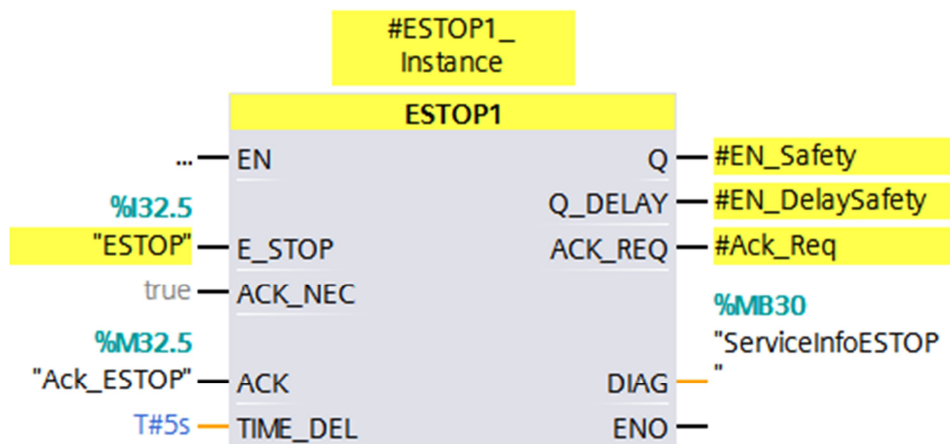 #ESTOP1_
Instance
ESTOP1
... EN Q #EN_Safety
%I32.5 Q_DELAY #EN_DelaySafety
"ESTOP" E_STOP ACK_REQ #Ack_Req
true ACK_NEC %MB30
%M32.5 "ServiceInfoESTOP
"Ack_ESTOP" ACK DIAG "
T#5s TIME_DEL ENO